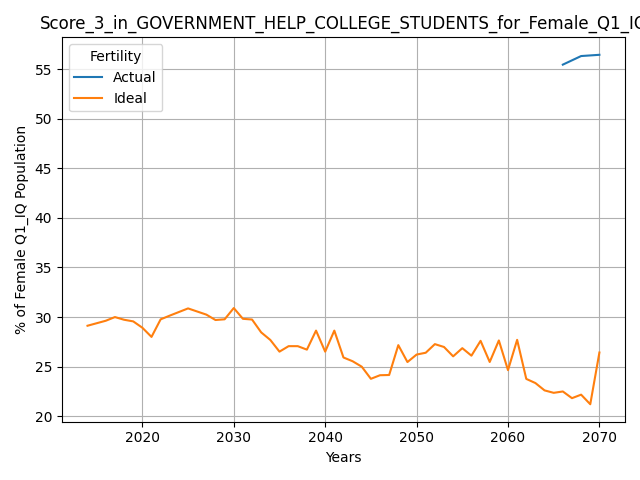 Score_3_in_GOVERNMENT_HELP_COLLEGE_STUDENTS_for_Female_Q1_IQ
Fertility
Actual
Ideal
% of Female Q1_IQ Population
55
50
45
40
35
30
25
20
2020 2030 2040 2050 2060 2070
Years